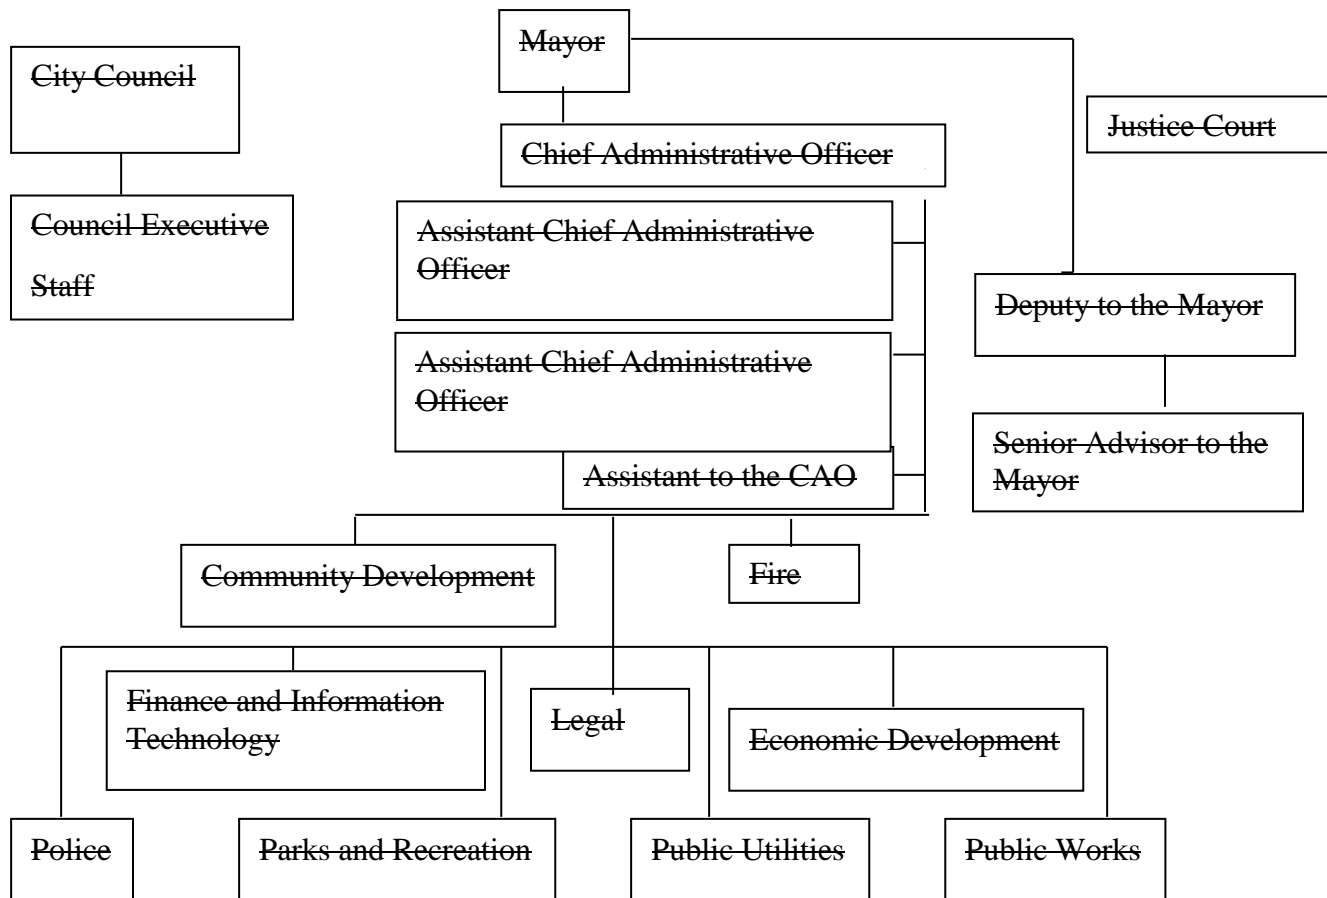 Mayor
City Council
Justice Court
Chief Administrative Officer
Council Executive
Staff
Assistant Chief Administrative
Officer
Deputy to the Mayor
Assistant Chief Administrative
Officer
Senior Advisor to the
Mayor
Assistant to the CAO
Community Development
Fire
Finance and Information
Technology
Legal
Economic Development
Police
Parks and Recreation
Public Utilities
Public Works